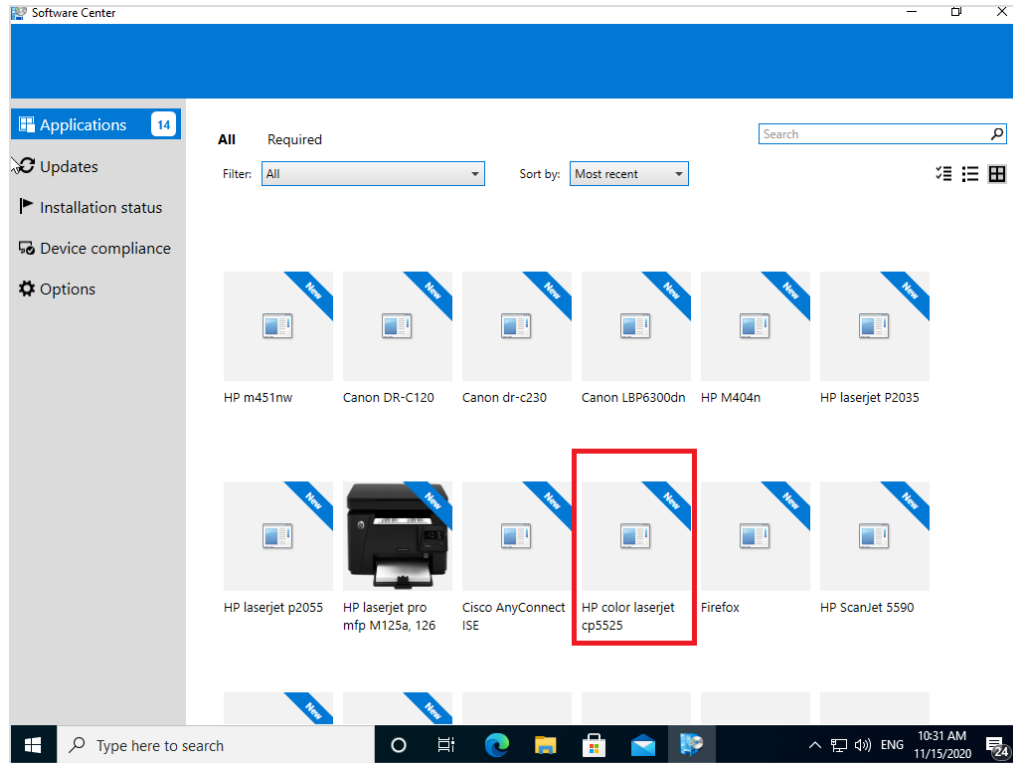 Software Center
Applications 14
Updates
Installation status
Device compliance
Options
All Required
Search
Filter: All Sort by: Most recent
New New New New New New
HP m451nw Canon DR-C120 Canon dr-c230 Canon LBP6300dn HP M404n HP laserjet P2035
New New New New New New
HP laserjet p2055 HP laserjet pro Cisco AnyConnect HP color laserjet Firefox HP ScanJet 5590
mfp M125a, 126 ISE cp5525
New New
Type here to search
ENG
10:31 AM
11/15/2020
24